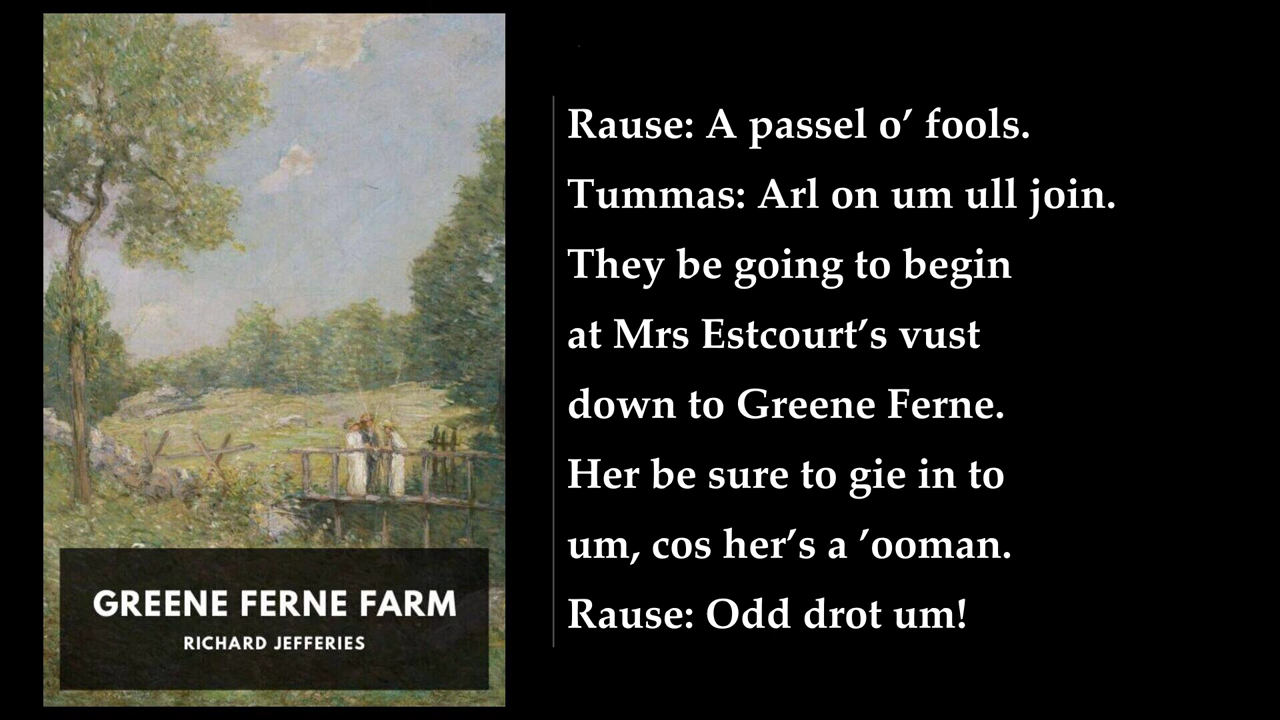 GREENE FERNE FARM
RICHARD JEFFERIES
Rause: A passel o’ fools.
Tummas: Arl on um ull join.
They be going to begin
at Mrs Estcourt’s vust
down to Greene Ferne.
Her be sure to gie in to
um, cos her’s a ’ooman.
Rause: Odd drot um!